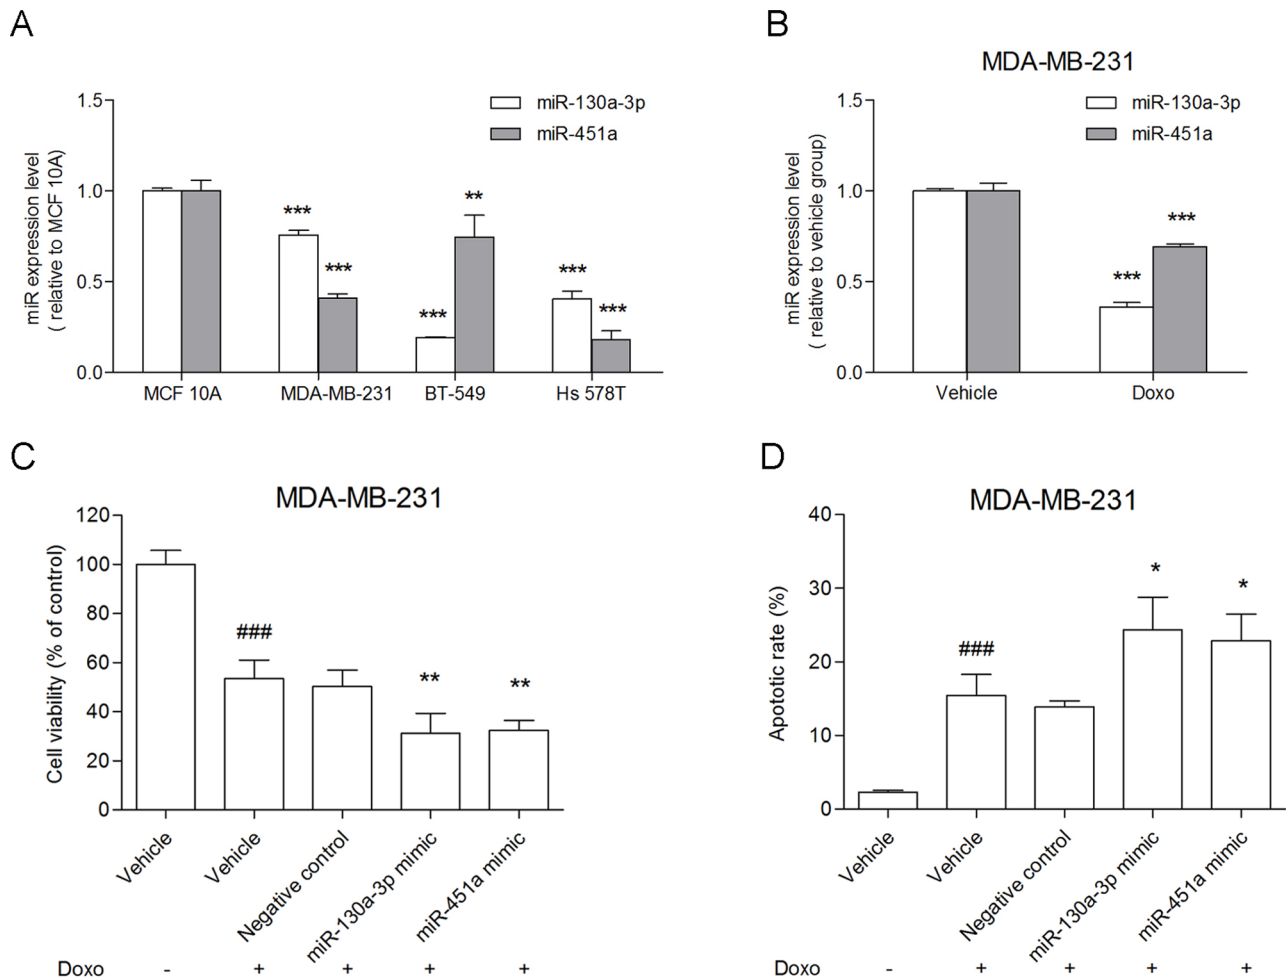 A
miR-130a-3p
miR-451a
miR expression level
( relative to MCF 10A)
1.5
1.0
0.5
0.0
***
***
***
**
***
***
MCF 10A
MDA-MB-231
BT-549
Hs 578T
B
MDA-MB-231
miR-130a-3p
miR-451a
miR expression level
( relative to vehicle group)
1.5
1.0
0.5
0.0
***
***
Vehicle
Doxo
C
MDA-MB-231
Cell viability (% of control)
120
100
80
60
40
20
0
###
**
**
Vehicle
Vehicle
Negative control
miR-130a-3p mimic
miR-451a mimic
Doxo - + + + +
D
MDA-MB-231
Apototic rate (%)
40
30
20
10
0
###
*
*
Vehicle
Vehicle
Negative control
miR-130a-3p mimic
miR-451a mimic
Doxo - + + + +